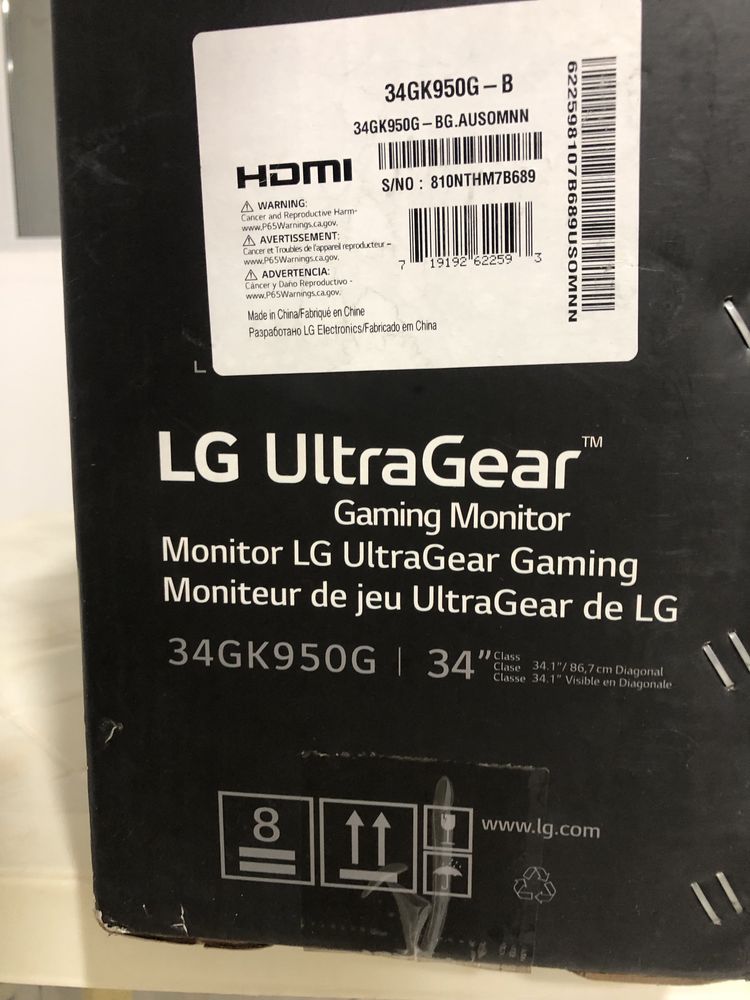 34GK950G – B
34GK950G – BG.AUSOMNN
HDMI
S/NO : 810NTHM7B689
WARNING:
Cancer and Reproductive Harm-
www.P65Warnings.ca.gov.
AVERTISSEMENT:
Cancer et Troubles de l'appareil reproducteur –
www.P65Warnings.ca.gov.
ADVERTENCIA:
Cáncer y Daño Reproductivo -
www.P65Warnings.ca.gov.
7 19192 62259 3
622598107B689USOMNN
Made in China/Fabriqué en Chine
Разработано LG Electronics/Fabricado em China
LG UltraGear™
Gaming Monitor
Monitor LG UltraGear Gaming
Moniteur de jeu UltraGear de LG
34GK950G | 34"
Class
Clase 34.1"/ 86,7 cm Diagonal
Classe 34.1" Visible en Diagonale
8
www.lg.com